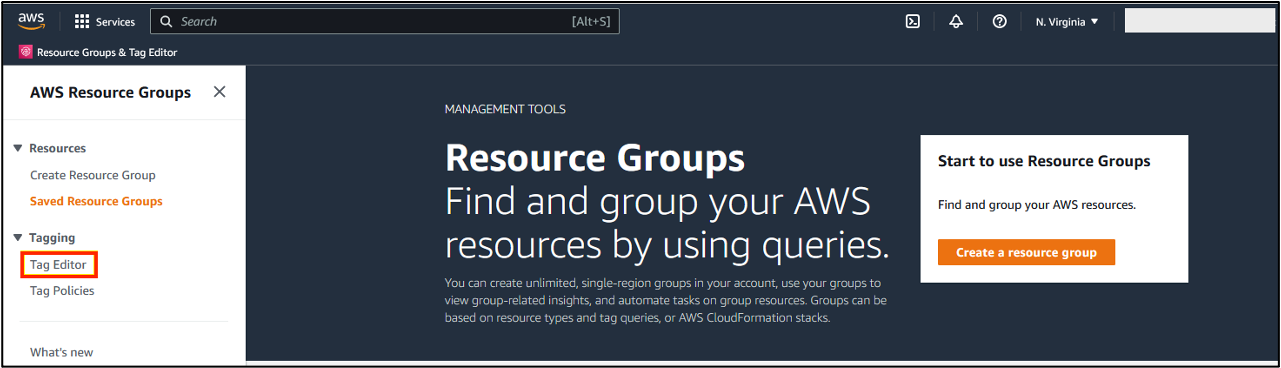 aws
Services
Search
[Alt+S]
N. Virginia
Resource Groups & Tag Editor
AWS Resource Groups
Resources
Create Resource Group
Saved Resource Groups
Tagging
Tag Editor
Tag Policies
What's new
MANAGEMENT TOOLS
Resource Groups
Find and group your AWS
resources by using queries.
You can create unlimited, single-region groups in your account, use your groups to
view group-related insights, and automate tasks on group resources. Groups can be
based on resource types and tag queries, or AWS CloudFormation stacks.
Start to use Resource Groups
Find and group your AWS resources.
Create a resource group